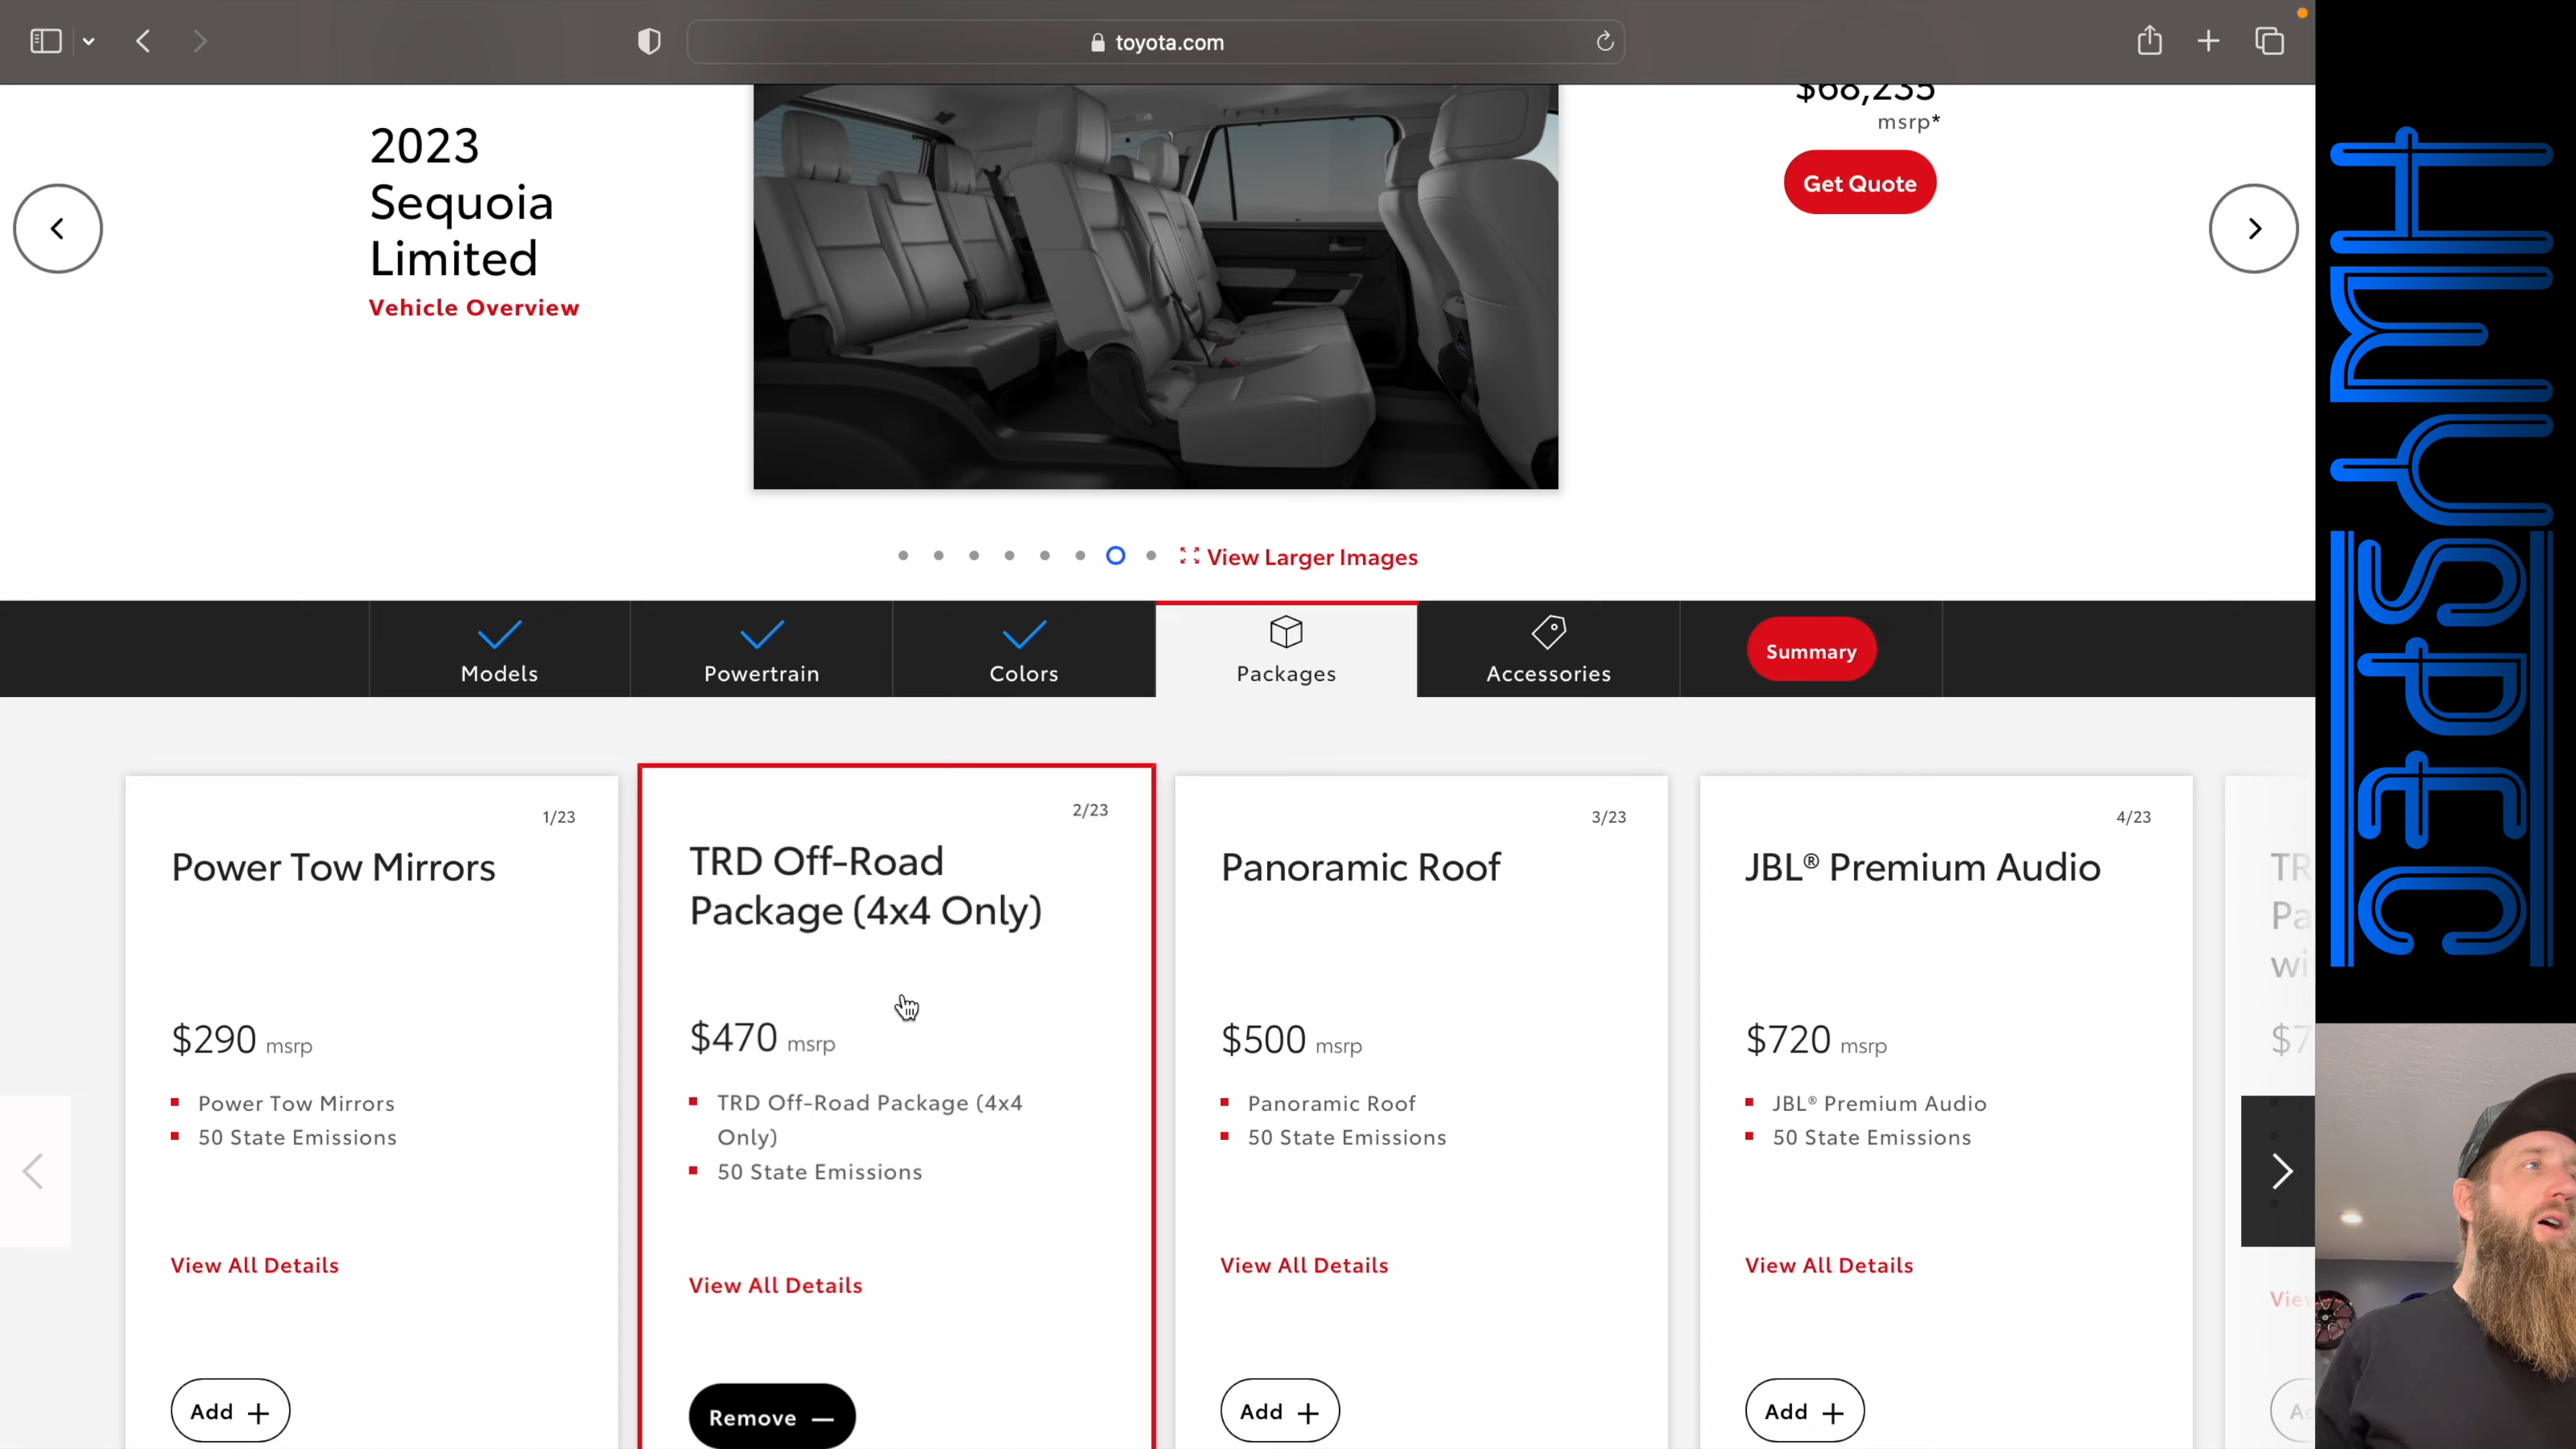 toyota.com
2023
Sequoia
Limited
Vehicle Overview
$68,235
msrp*
Get Quote
View Larger Images
Models
Powertrain
Colors
Packages
Accessories
Summary
1/23
Power Tow Mirrors
$290 msrp
Power Tow Mirrors
50 State Emissions
View All Details
Add +
2/23
TRD Off-Road
Package (4x4 Only)
$470 msrp
TRD Off-Road Package (4x4
Only)
50 State Emissions
View All Details
Remove —
3/23
Panoramic Roof
$500 msrp
Panoramic Roof
50 State Emissions
View All Details
Add +
4/23
JBL® Premium Audio
$720 msrp
JBL® Premium Audio
50 State Emissions
View All Details
Add +